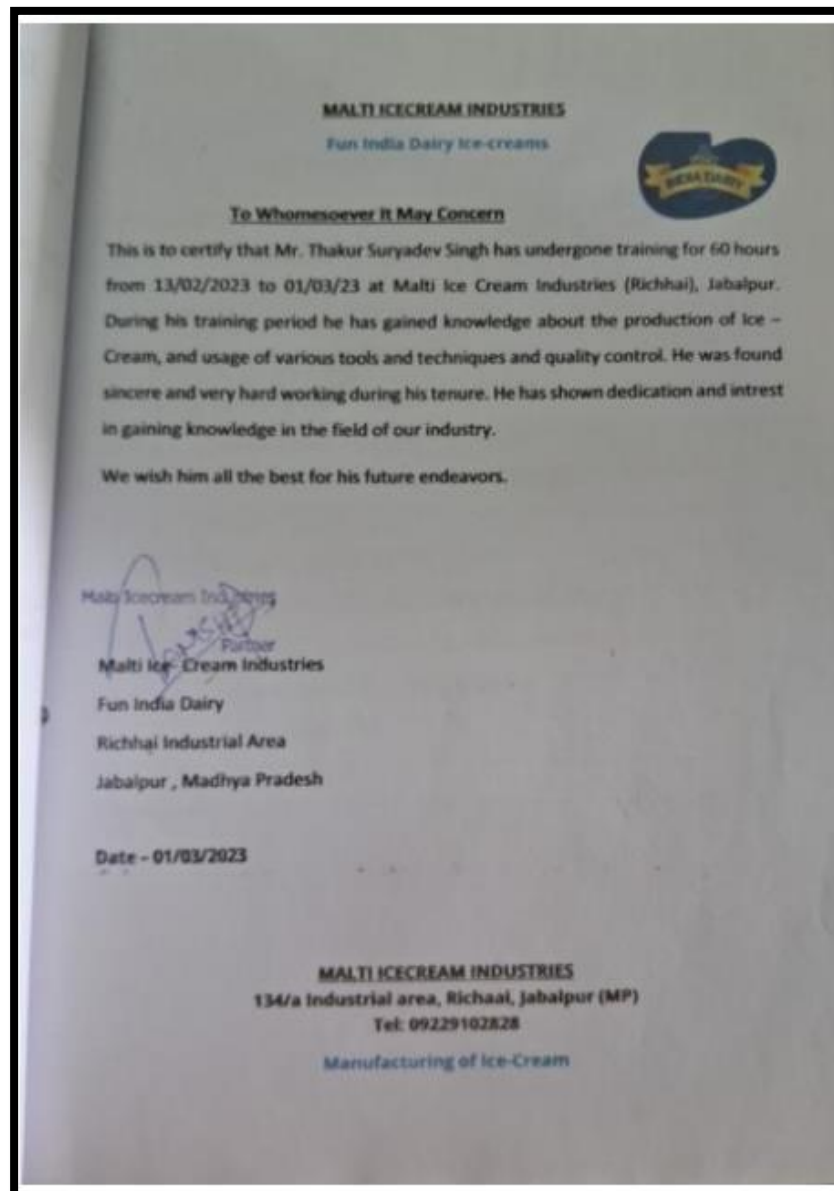 MALTI ICECREAM INDUSTRIES
Fun India Dairy Ice-creams
INDIA DAIRY
To Whomesoever It May Concern
This is to certify that Mr. Thakur Suryadev Singh has undergone training for 60 hours
from 13/02/2023 to 01/03/23 at Malti Ice Cream Industries (Richhai), Jabalpur.
During his training period he has gained knowledge about the production of Ice –
Cream, and usage of various tools and techniques and quality control. He was found
sincere and very hard working during his tenure. He has shown dedication and intrest
in gaining knowledge in the field of our industry.
We wish him all the best for his future endeavors.
Malti Icecream Industries
Partner
Malti Ice- Cream Industries
Fun India Dairy
Richhai Industrial Area
Jabalpur , Madhya Pradesh
Date – 01/03/2023
MALTI ICECREAM INDUSTRIES
134/a Industrial area, Richaai, Jabalpur (MP)
Tel: 09229102828
Manufacturing of Ice-Cream